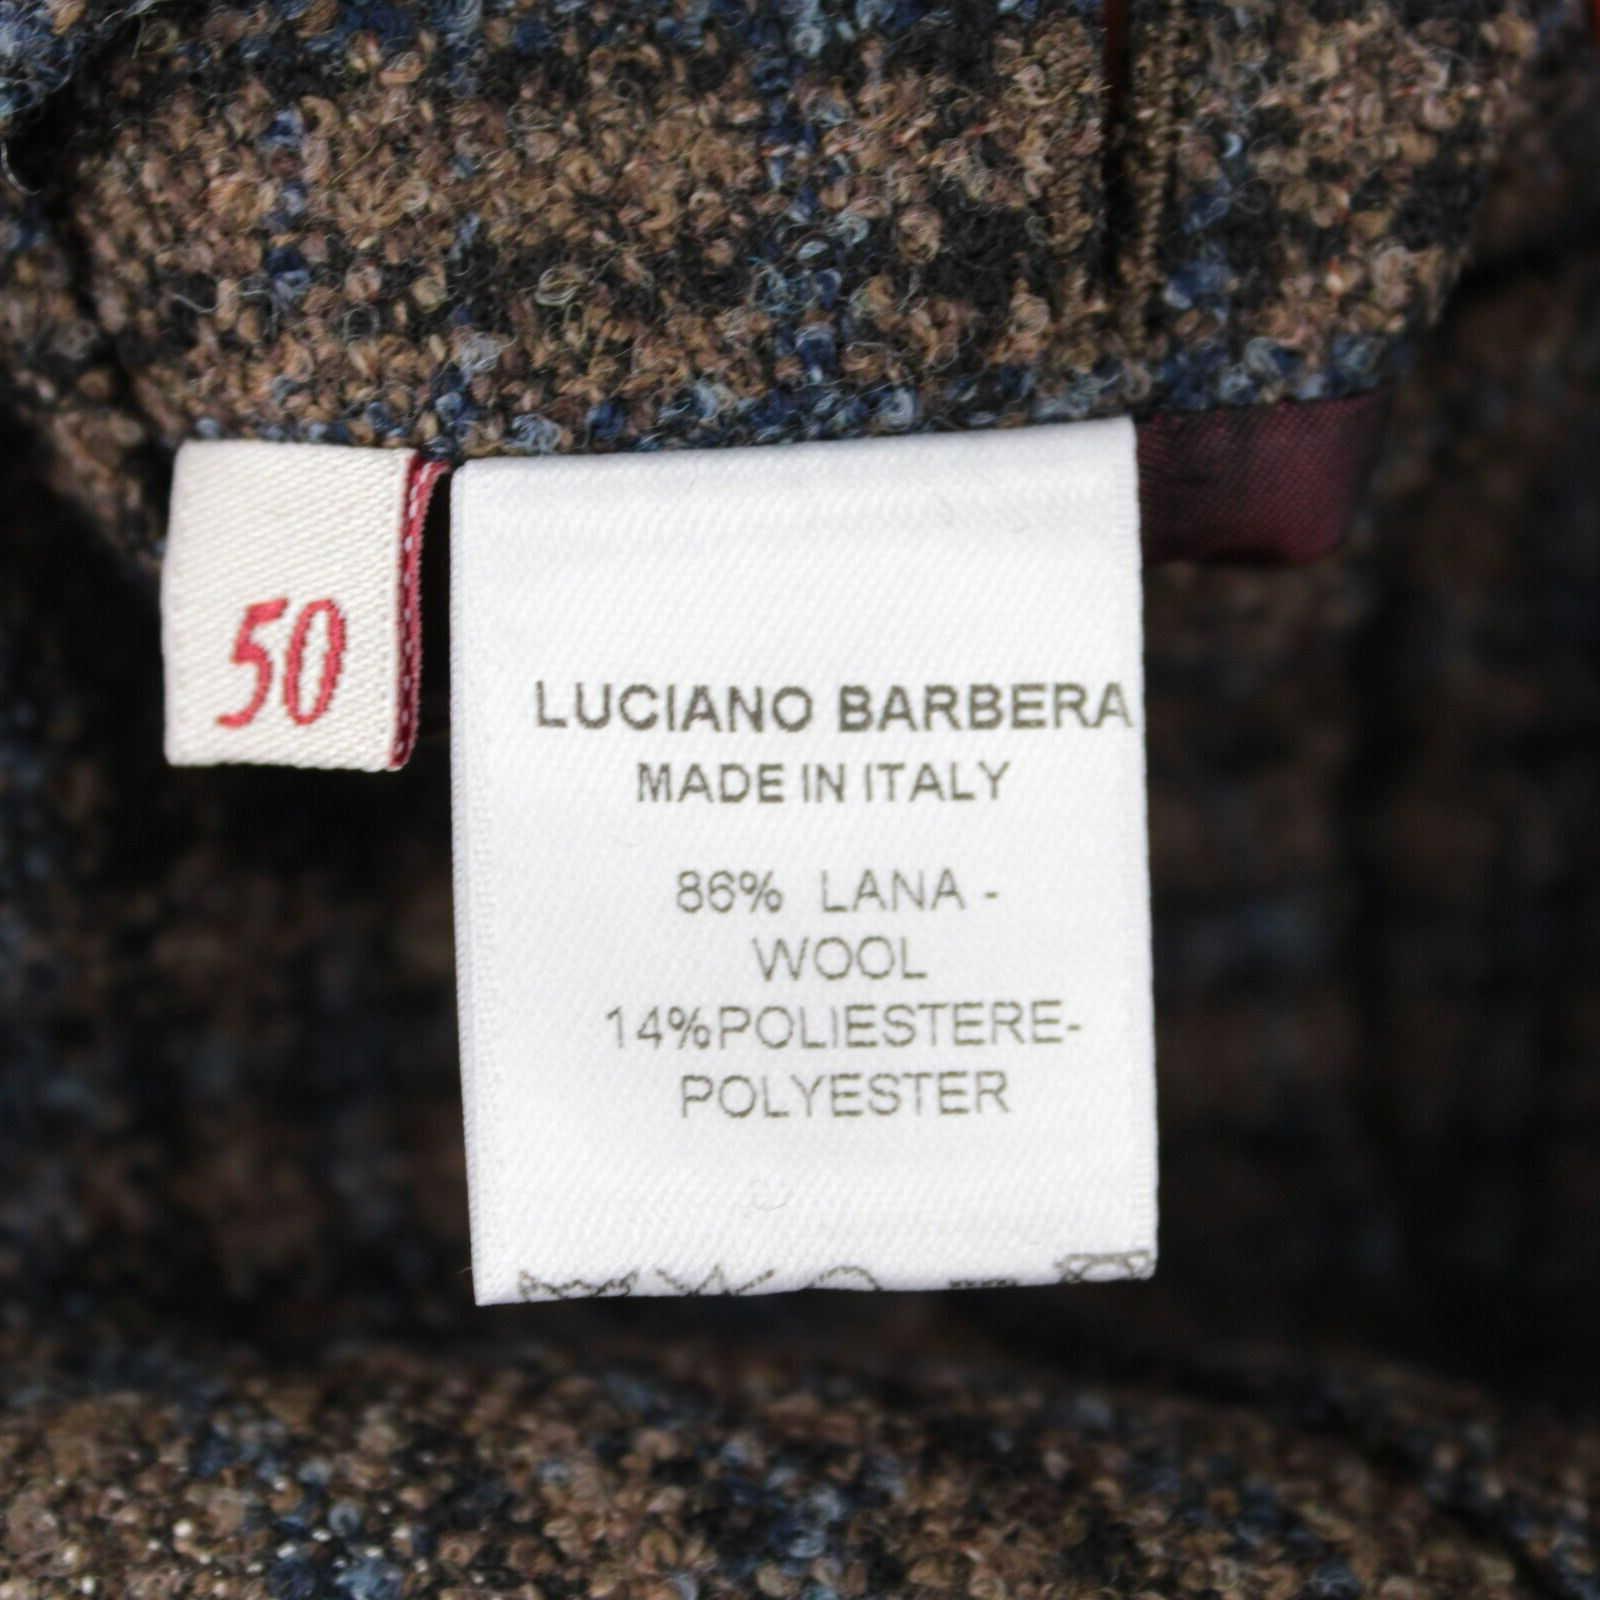 50
LUCIANO BARBERA
MADE IN ITALY
86% LANA -
WOOL
14%POLIESTERE-
POLYESTER